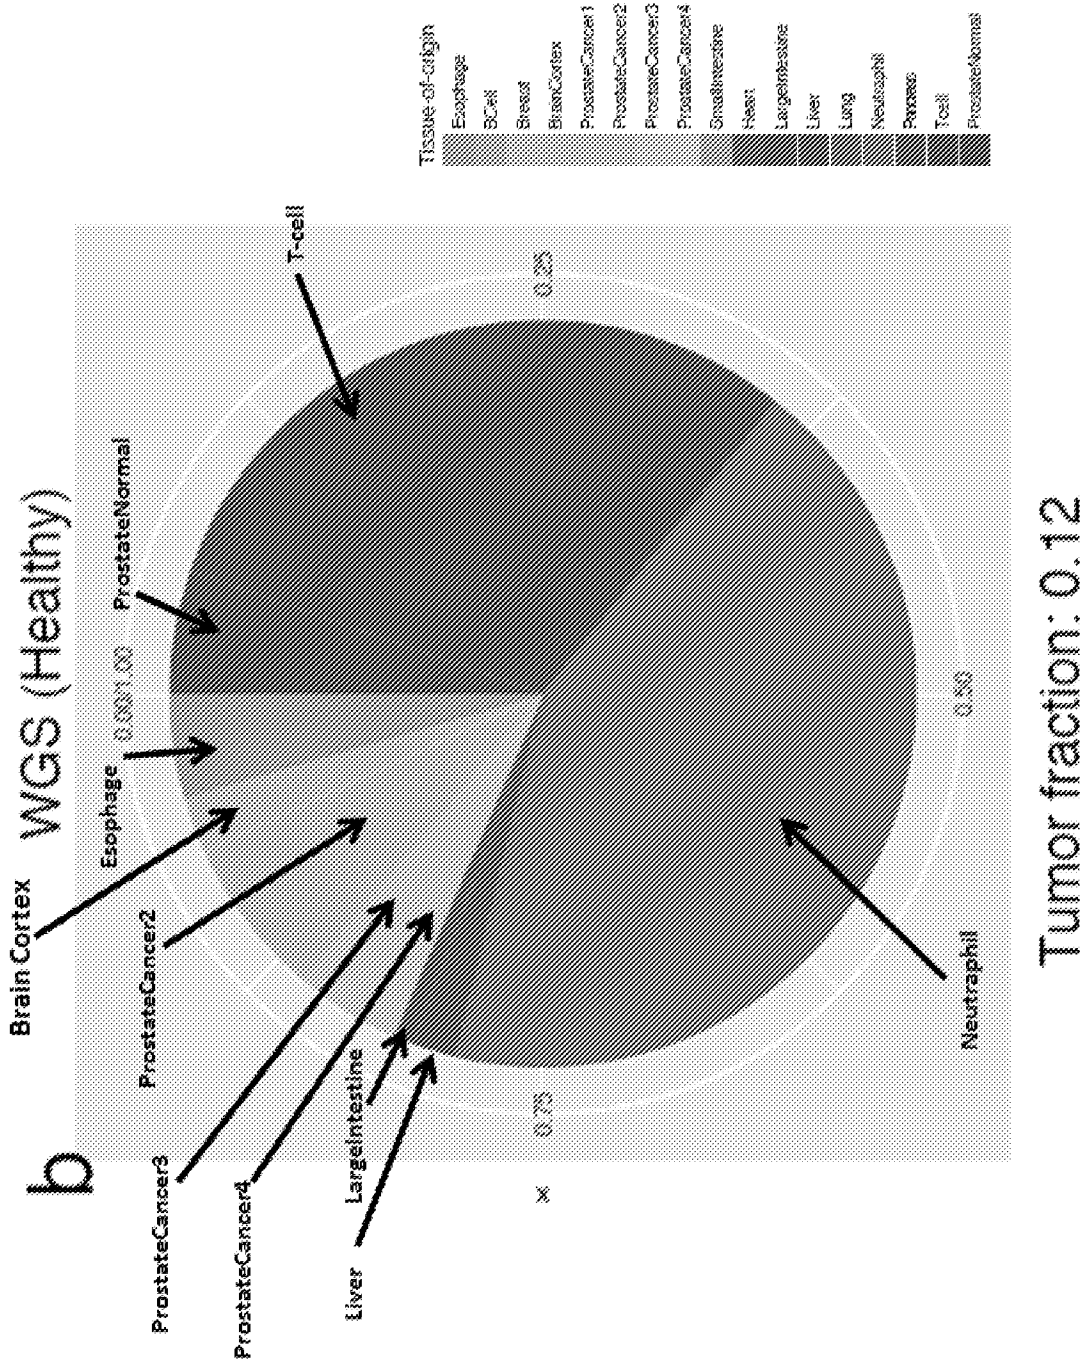 b
WGS (Healthy)
Brain Cortex
Esophage
ProstateNormal
T-cell
ProstateCancer2
ProstateCancer3
ProstateCancer4
LargeIntestine
Liver
Neutraphil
0.00/1.00
0.25
0.50
0.75
x
Tumor fraction: 0.12
Tissue-of-origin
Esophage
BCell
Breast
BrainCortex
ProstateCancer1
ProstateCancer2
ProstateCancer3
ProstateCancer4
SmallIntestine
Heart
LargeIntestine
Liver
Lung
Neutrophil
Pancreas
Tcell
ProstateNormal